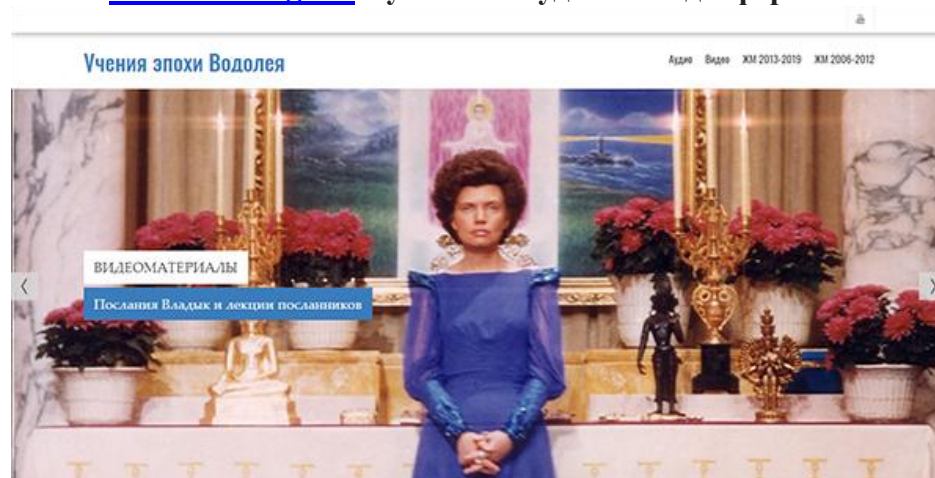 Учения эпохи Водолея
Аудио Видео ЖМ 2013-2019 ЖМ 2006-2012
ВИДЕОМАТЕРИАЛЫ
Послания Владык и лекции посланников